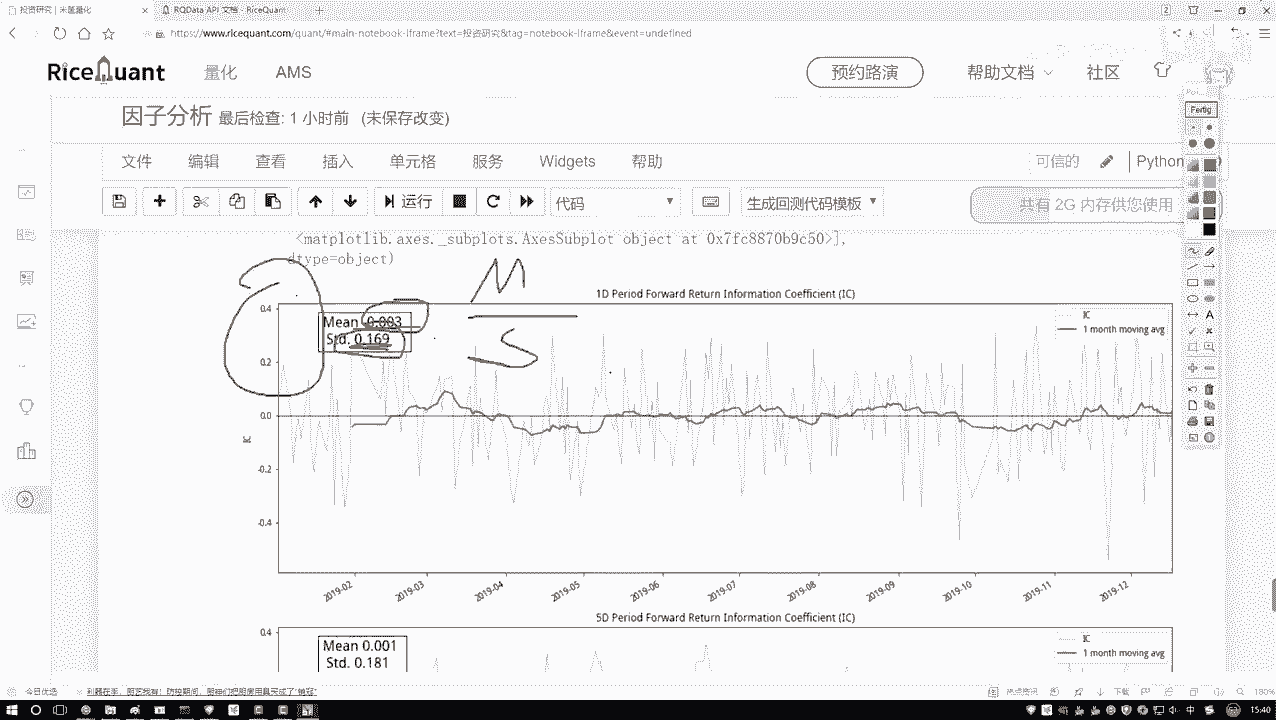 投资研究 | 米筐量化
RQData API 文档 - RiceQuant
https://www.ricequant.com/quant/#main-notebook-iframe?text=投资研究&tag=notebook-iframe&event=undefined
RiceQuant 量化 AMS 预约路演 帮助文档 社区
因子分析 最后检查: 1 小时前 (未保存改变)
文件 编辑 查看 插入 单元格 服务 Widgets 帮助 可信的 Python
Fertig
运行 代码 生成回测代码模板 共有 2G 内存供您使用
<matplotlib.axes._subplots.AxesSubplot object at 0x7fc8870b9c50>],
dtype=object)
M
S
1D Period Forward Return Information Coefficient (IC)
Mean 0.003
Std. 0.169
IC
1 month moving avg
0.4
0.2
0.0
-0.2
-0.4
IC
2019-02 2019-03 2019-04 2019-05 2019-06 2019-07 2019-08 2019-09 2019-10 2019-11 2019-12
5D Period Forward Return Information Coefficient (IC)
0.4
Mean 0.001
Std. 0.181
IC
1 month moving avg
今日优选
下载
180%
中
15:40